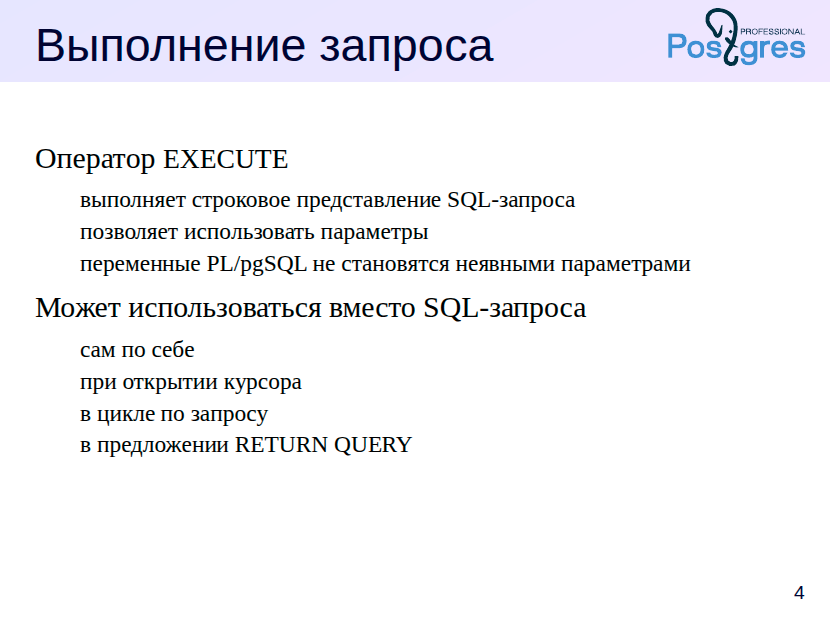 Выполнение запроса
PROFESSIONAL
Postgres
Оператор EXECUTE
выполняет строковое представление SQL-запроса
позволяет использовать параметры
переменные PL/pgSQL не становятся неявными параметрами
Может использоваться вместо SQL-запроса
сам по себе
при открытии курсора
в цикле по запросу
в предложении RETURN QUERY
4